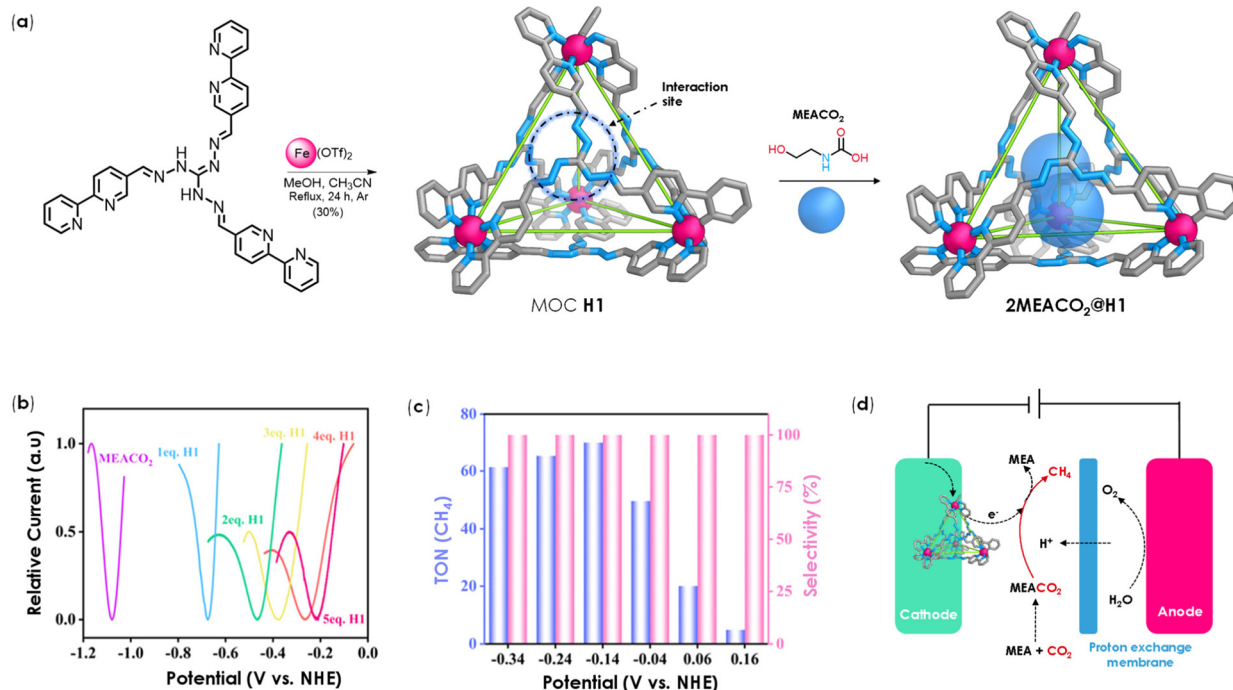 (a)
N
N
N
N
H
N
N
N
N
HN
N
N
N
N
N
N
Fe (OTf)₂
MeOH, CH₃CN
Reflux, 24 h, Ar
(30%)
Interaction
site
MOC H1
MEACO₂
HO
N
H
O
OH
2MEACO₂@H1
(b)
Relative Current (a.u)
1.0
0.5
0.0
MEACO₂
1eq. H1
2eq. H1
3eq. H1
4eq. H1
5eq. H1
-1.2
-1.0
-0.8
-0.6
-0.4
-0.2
0.0
Potential (V vs. NHE)
(c)
TON (CH₄)
80
60
40
20
0
Selectivity (%)
100
75
50
25
0
-0.34
-0.24
-0.14
-0.04
0.06
0.16
Potential (V vs. NHE)
(d)
Cathode
e⁻
MEA
CH₄
H⁺
MEACO₂
MEA + CO₂
O₂
H₂O
Anode
Proton exchange
membrane